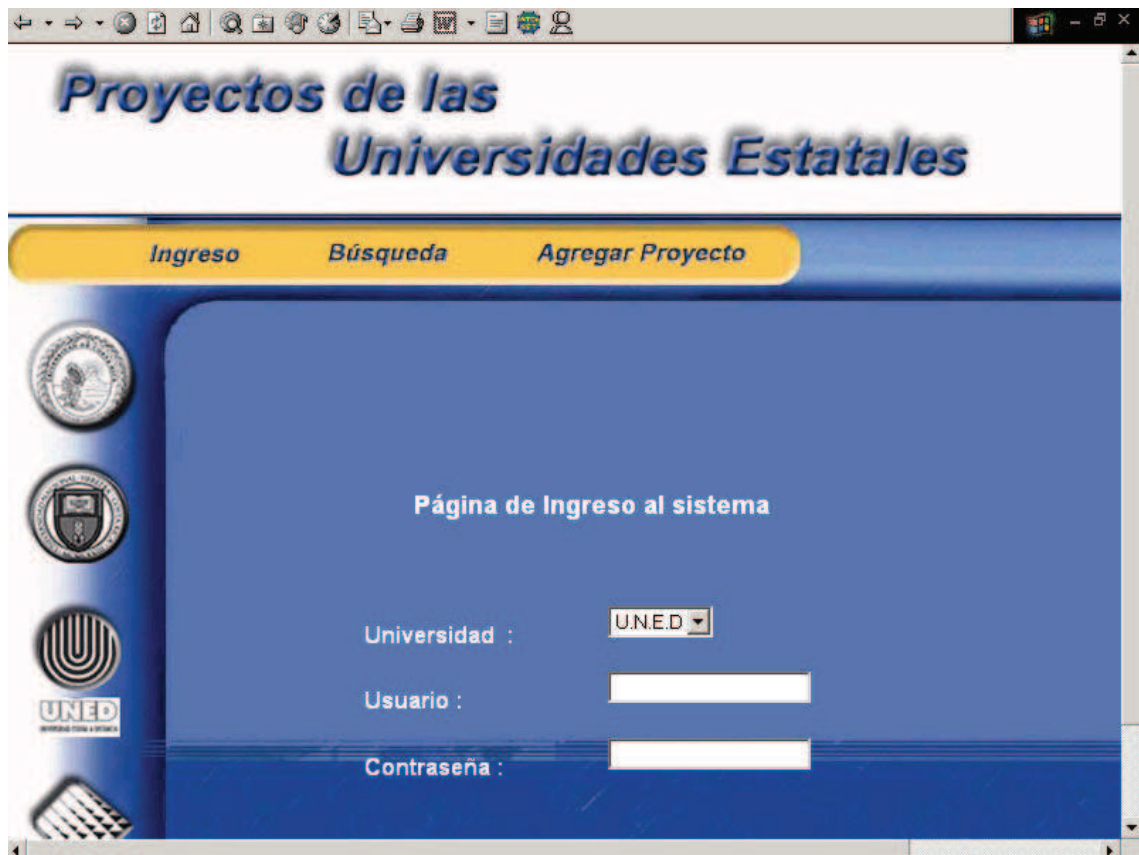 Proyectos de las
Universidades Estatales
Ingreso Búsqueda Agregar Proyecto
Página de Ingreso al sistema
Universidad : U.N.E.D
Usuario :
Contraseña :
UNED